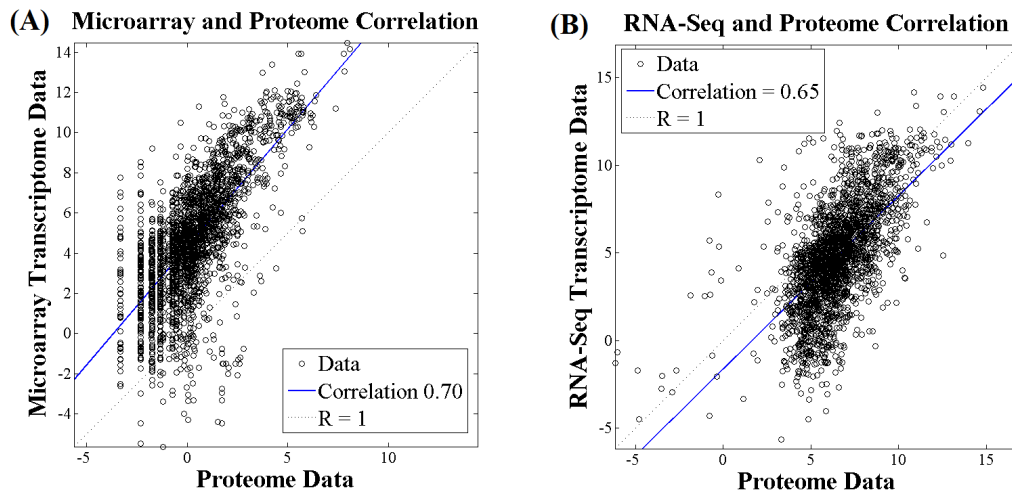 (A)
Microarray and Proteome Correlation
Microarray Transcriptome Data
14
12
10
8
6
4
2
0
-2
-4
Data
Correlation 0.70
R = 1
-5
0
5
10
Proteome Data
(B)
RNA-Seq and Proteome Correlation
RNA-Seq Transcriptome Data
15
10
5
0
-5
Data
Correlation = 0.65
R = 1
-5
0
5
10
15
Proteome Data